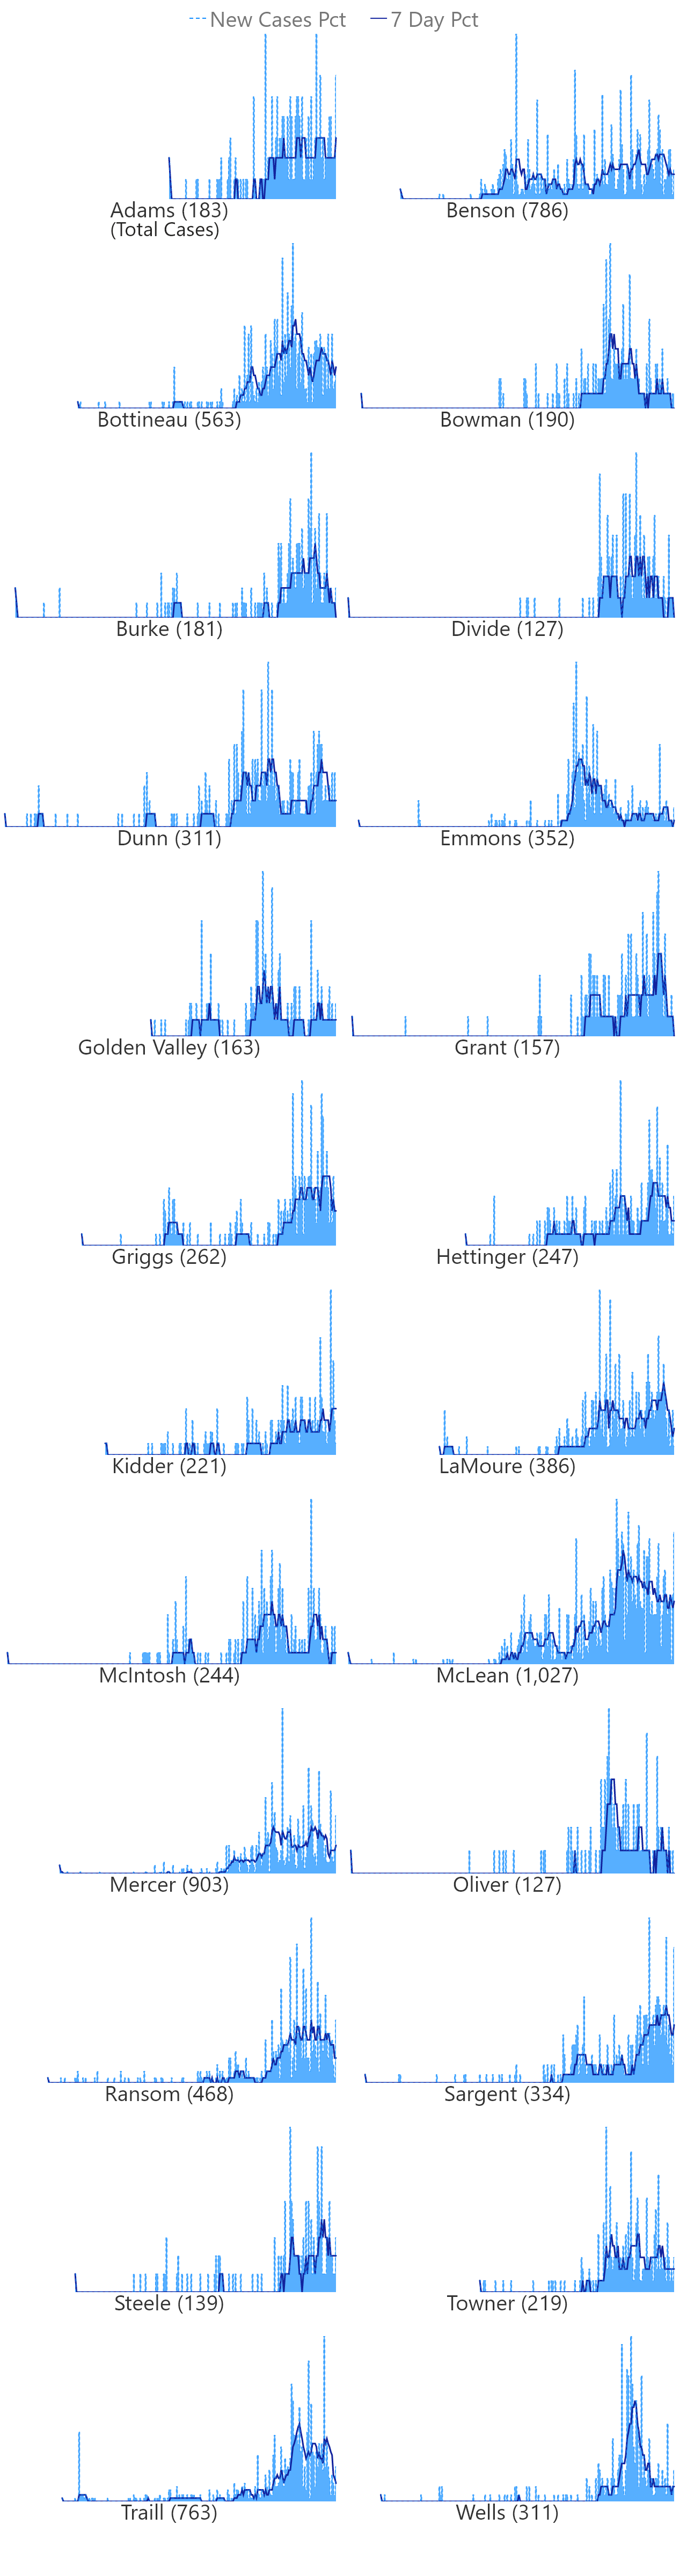 New Cases Pct 7 Day Pct
Adams (183) Benson (786)
(Total Cases)
Bottineau (563) Bowman (190)
Burke (181) Divide (127)
Dunn (311) Emmons (352)
Golden Valley (163) Grant (157)
Griggs (262) Hettinger (247)
Kidder (221) LaMoure (386)
McIntosh (244) McLean (1,027)
Mercer (903) Oliver (127)
Ransom (468) Sargent (334)
Steele (139) Towner (219)
Traill (763) Wells (311)